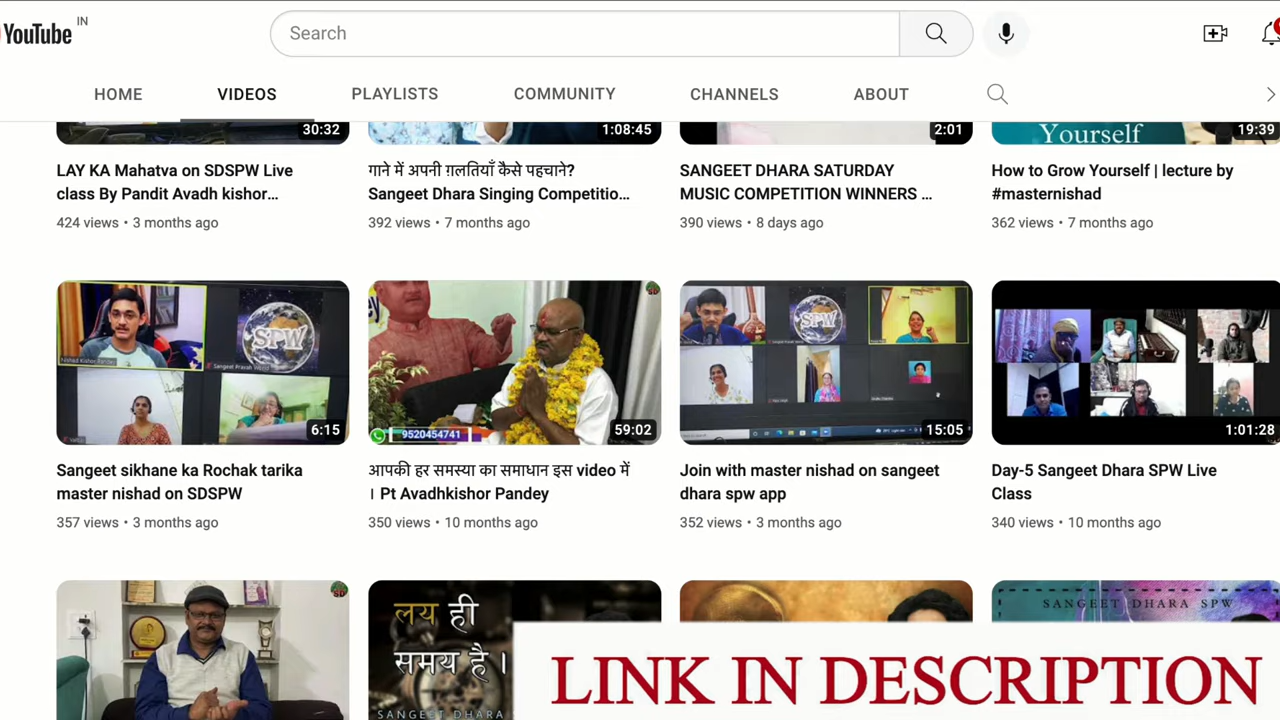 YouTube IN
Search
HOME VIDEOS PLAYLISTS COMMUNITY CHANNELS ABOUT
30:32
1:08:45
2:01
Yourself
19:39
LAY KA Mahatva on SDSPW Live
class By Pandit Avadh kishor...
424 views • 3 months ago
गाने में अपनी ग़लतियाँ कैसे पहचाने?
Sangeet Dhara Singing Competitio...
392 views • 7 months ago
SANGEET DHARA SATURDAY
MUSIC COMPETITION WINNERS ...
390 views • 8 days ago
How to Grow Yourself | lecture by
#masternishad
362 views • 7 months ago
SPW
6:15
9520454741
59:02
SPW
15:05
1:01:28
Sangeet sikhane ka Rochak tarika
master nishad on SDSPW
357 views • 3 months ago
आपकी हर समस्या का समाधान इस video में
। Pt Avadhkishor Pandey
350 views • 10 months ago
Join with master nishad on sangeet
dhara spw app
352 views • 3 months ago
Day-5 Sangeet Dhara SPW Live
Class
340 views • 10 months ago
लय ही
समय है।
SANGEET DHARA
SANGEET DHARA SPW
LINK IN DESCRIPTION